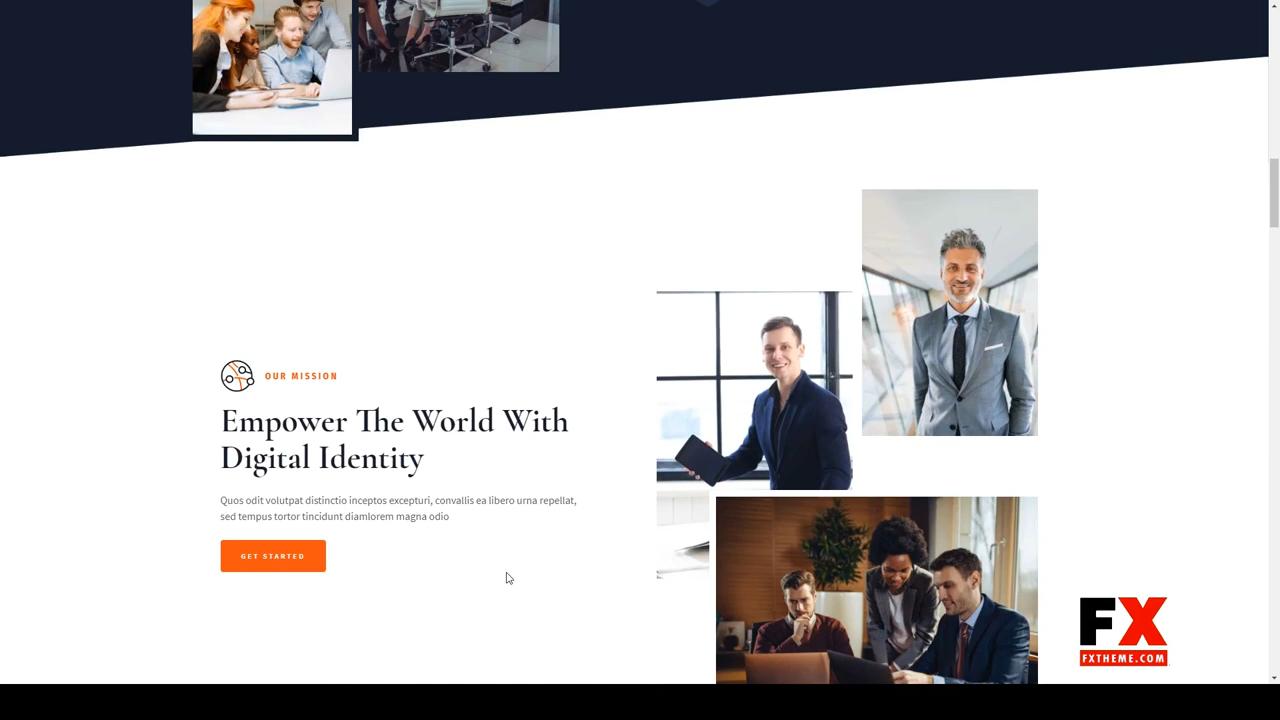 OUR MISSION
Empower The World With
Digital Identity
Quos odit volutpat distinctio inceptos excepturi, convallis ea libero urna repellat,
sed tempus tortor tincidunt diamlorem magna odio
GET STARTED
FX
FXTHEME.COM